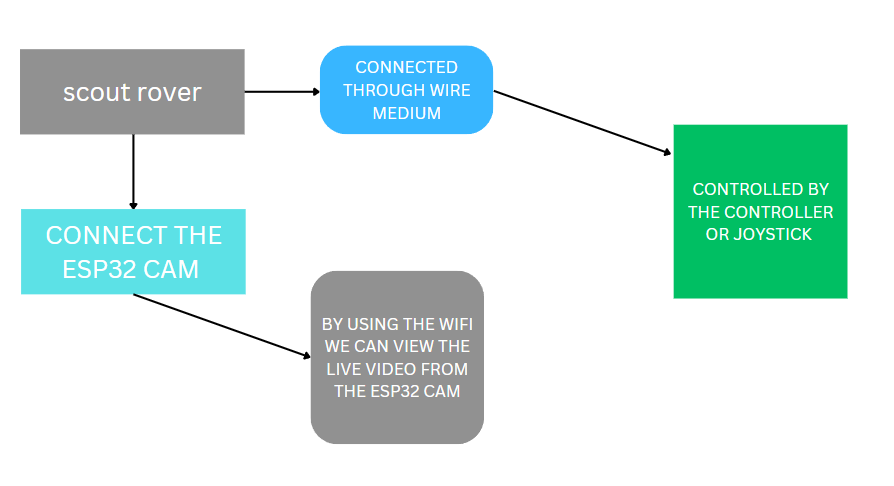 scout rover
CONNECTED
THROUGH WIRE
MEDIUM
CONTROLLED BY
THE CONTROLLER
OR JOYSTICK
CONNECT THE
ESP32 CAM
BY USING THE WIFI
WE CAN VIEW THE
LIVE VIDEO FROM
THE ESP32 CAM